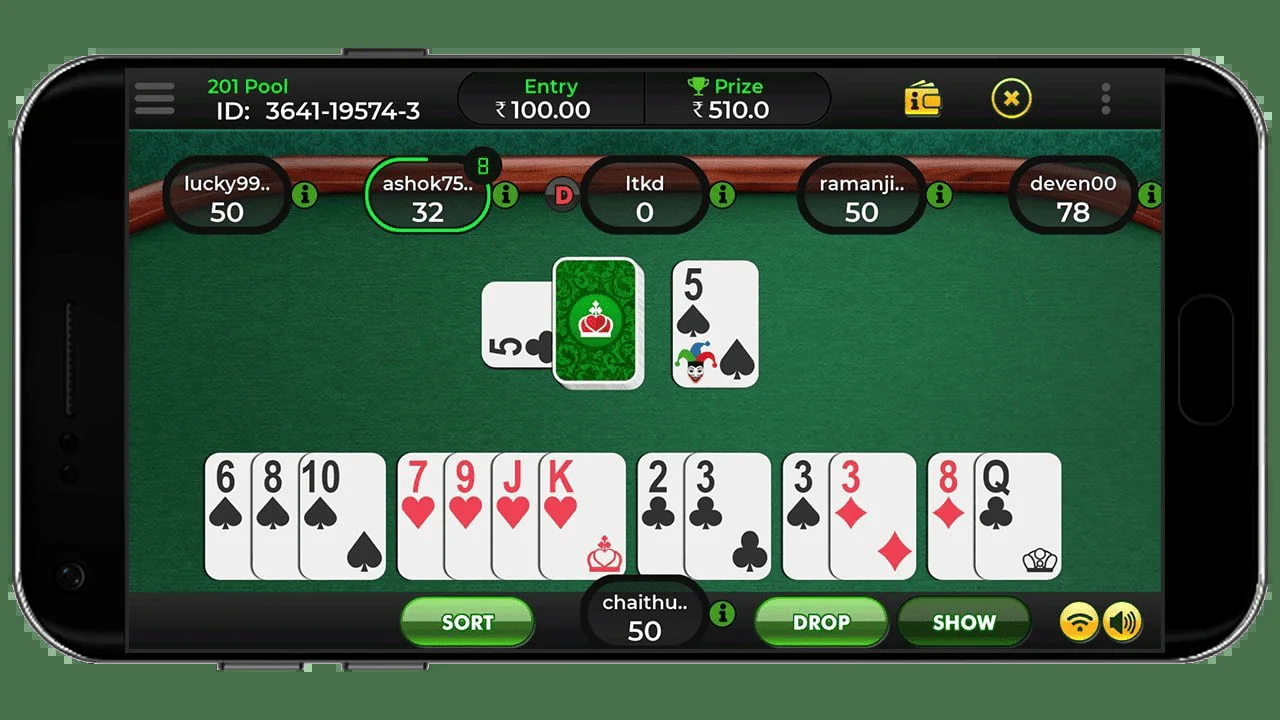 201 Pool
ID: 3641-19574-3
Entry
₹100.00
Prize
₹510.0
lucky99..
50
ashok75..
32
8
D
ltkd
0
ramanji..
50
deven00
78
5
5
6 8 10
7 9 J K
2 3
3 3
8 Q
SORT
chaithu..
50
DROP
SHOW